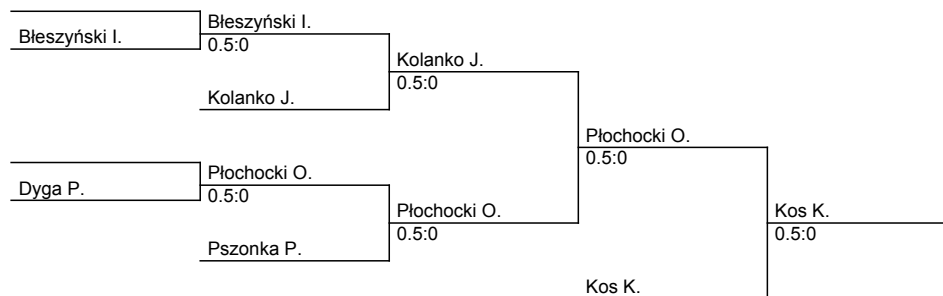 Błeszyński I.
Błeszyński I.
0.5:0
Kolanko J.
0.5:0
Kolanko J.
Płochocki O.
0.5:0
Dyga P.
Płochocki O.
0.5:0
Płochocki O.
0.5:0
Kos K.
0.5:0
Pszonka P.
Kos K.